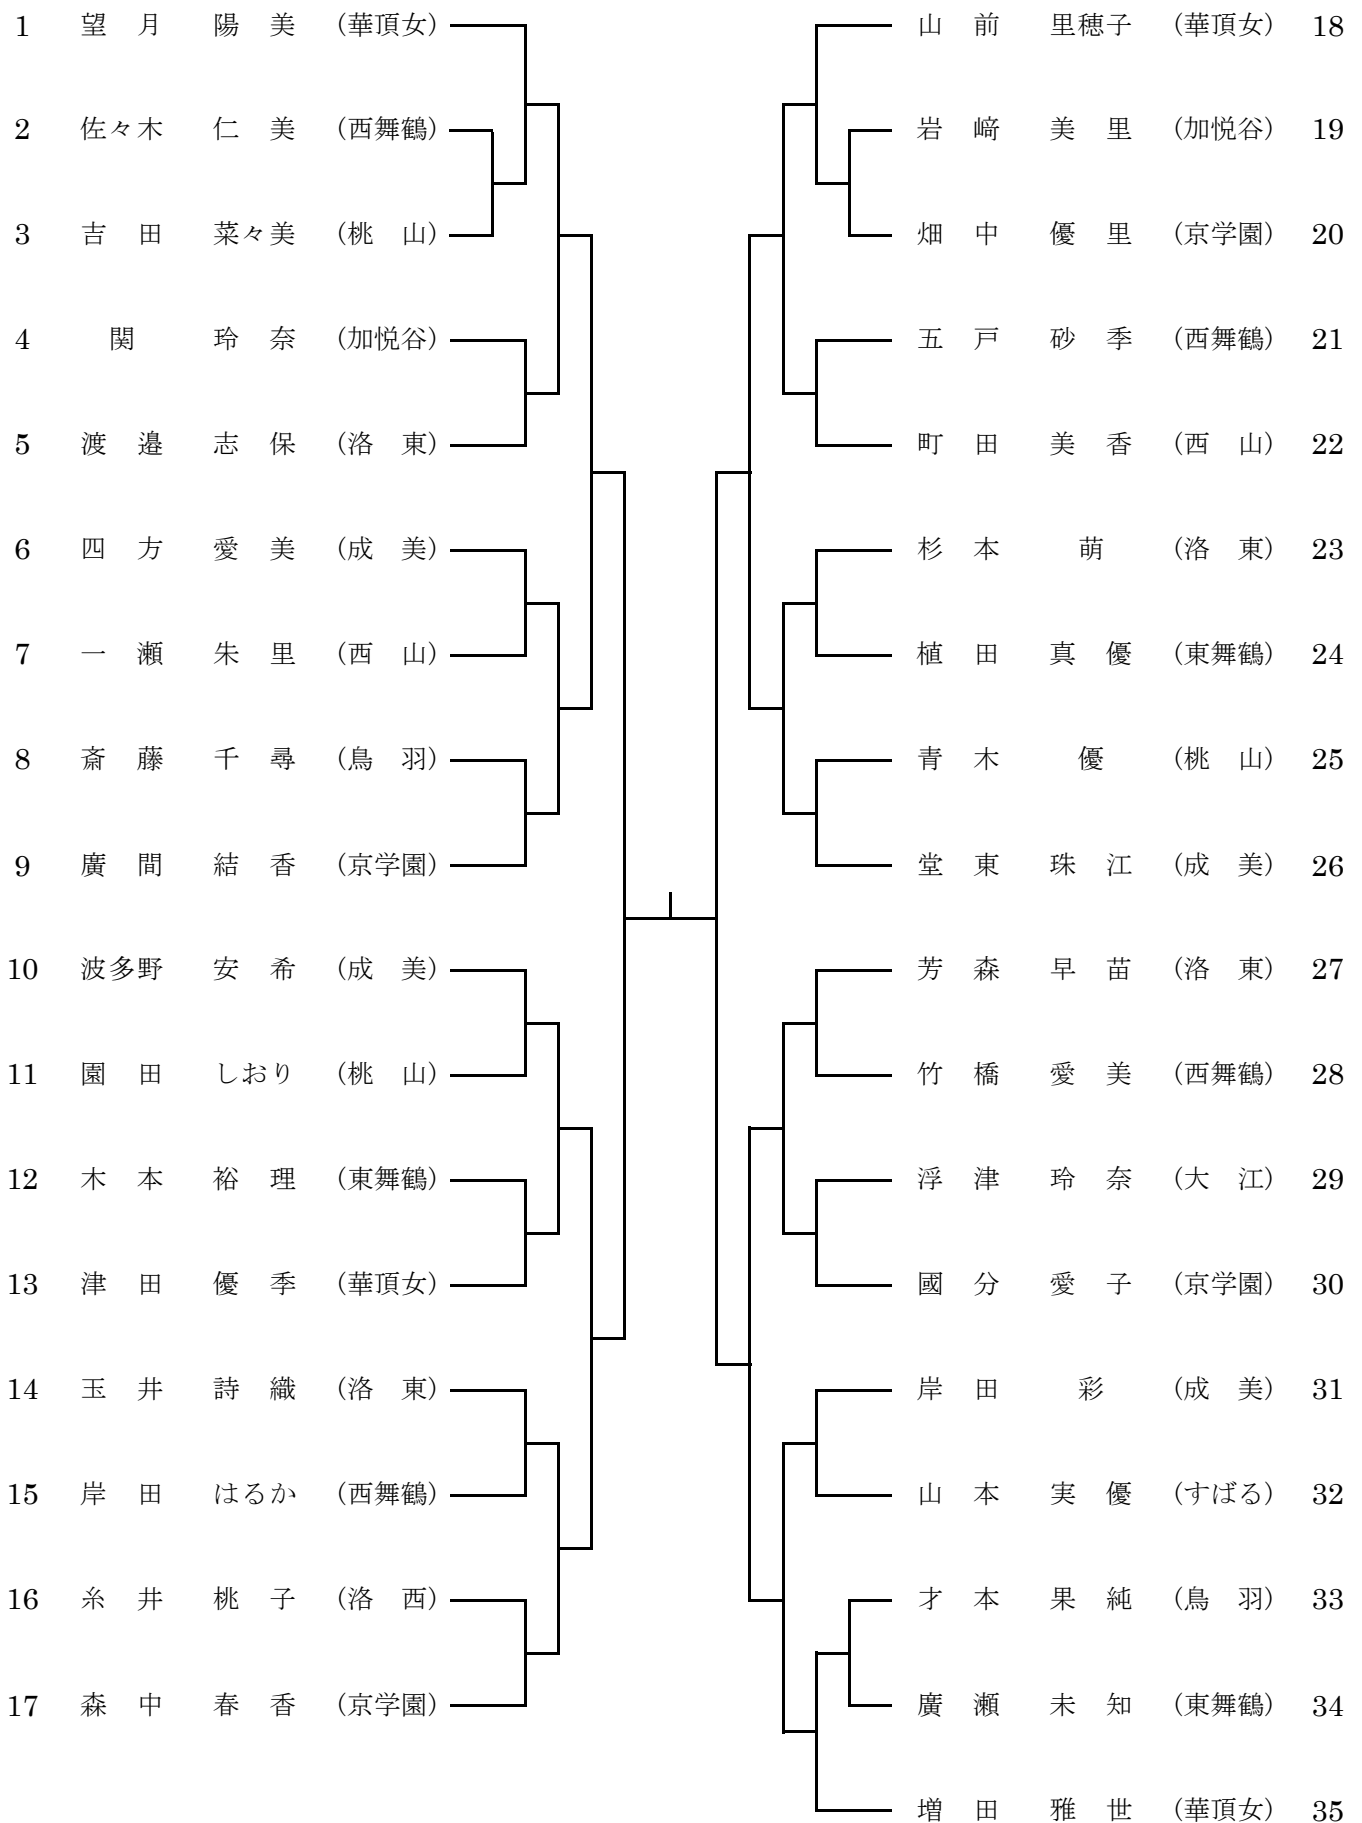 1 望月 陽美 (華頂女)
2 佐々木 仁美 (西舞鶴)
3 吉田 菜々美 (桃山)
4 関 玲奈 (加悦谷)
5 渡邉 志保 (洛東)
6 四方 愛美 (成美)
7 一瀬 朱里 (西山)
8 斎藤 千尋 (鳥羽)
9 廣間 結香 (京学園)
10 波多野 安希 (成美)
11 園田 しおり (桃山)
12 木本 裕理 (東舞鶴)
13 津田 優季 (華頂女)
14 玉井 詩織 (洛東)
15 岸田 はるか (西舞鶴)
16 糸井 桃子 (洛西)
17 森中 春香 (京学園)
山前 里穂子 (華頂女) 18
岩﨑 美里 (加悦谷) 19
畑中 優里 (京学園) 20
五戸 砂季 (西舞鶴) 21
町田 美香 (西山) 22
杉本 萌 (洛東) 23
植田 真優 (東舞鶴) 24
青木 優 (桃山) 25
堂東 珠江 (成美) 26
芳森 早苗 (洛東) 27
竹橋 愛美 (西舞鶴) 28
浮津 玲奈 (大江) 29
國分 愛子 (京学園) 30
岸田 彩 (成美) 31
山本 実優 (すばる) 32
才本 果純 (鳥羽) 33
廣瀬 未知 (東舞鶴) 34
増田 雅世 (華頂女) 35